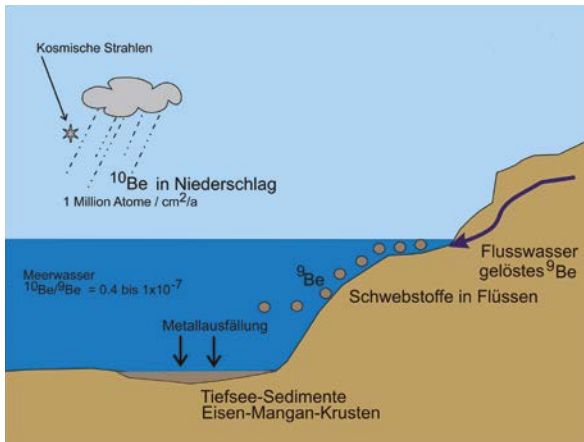 Kosmische Strahlen
10Be in Niederschlag
1 Million Atome / cm2/a
Flusswasser
gelöstes 9Be
Meerwasser
10Be/9Be = 0.4 bis 1x10-7
9Be
Schwebstoffe in Flüssen
Metallausfällung
Tiefsee-Sedimente
Eisen-Mangan-Krusten